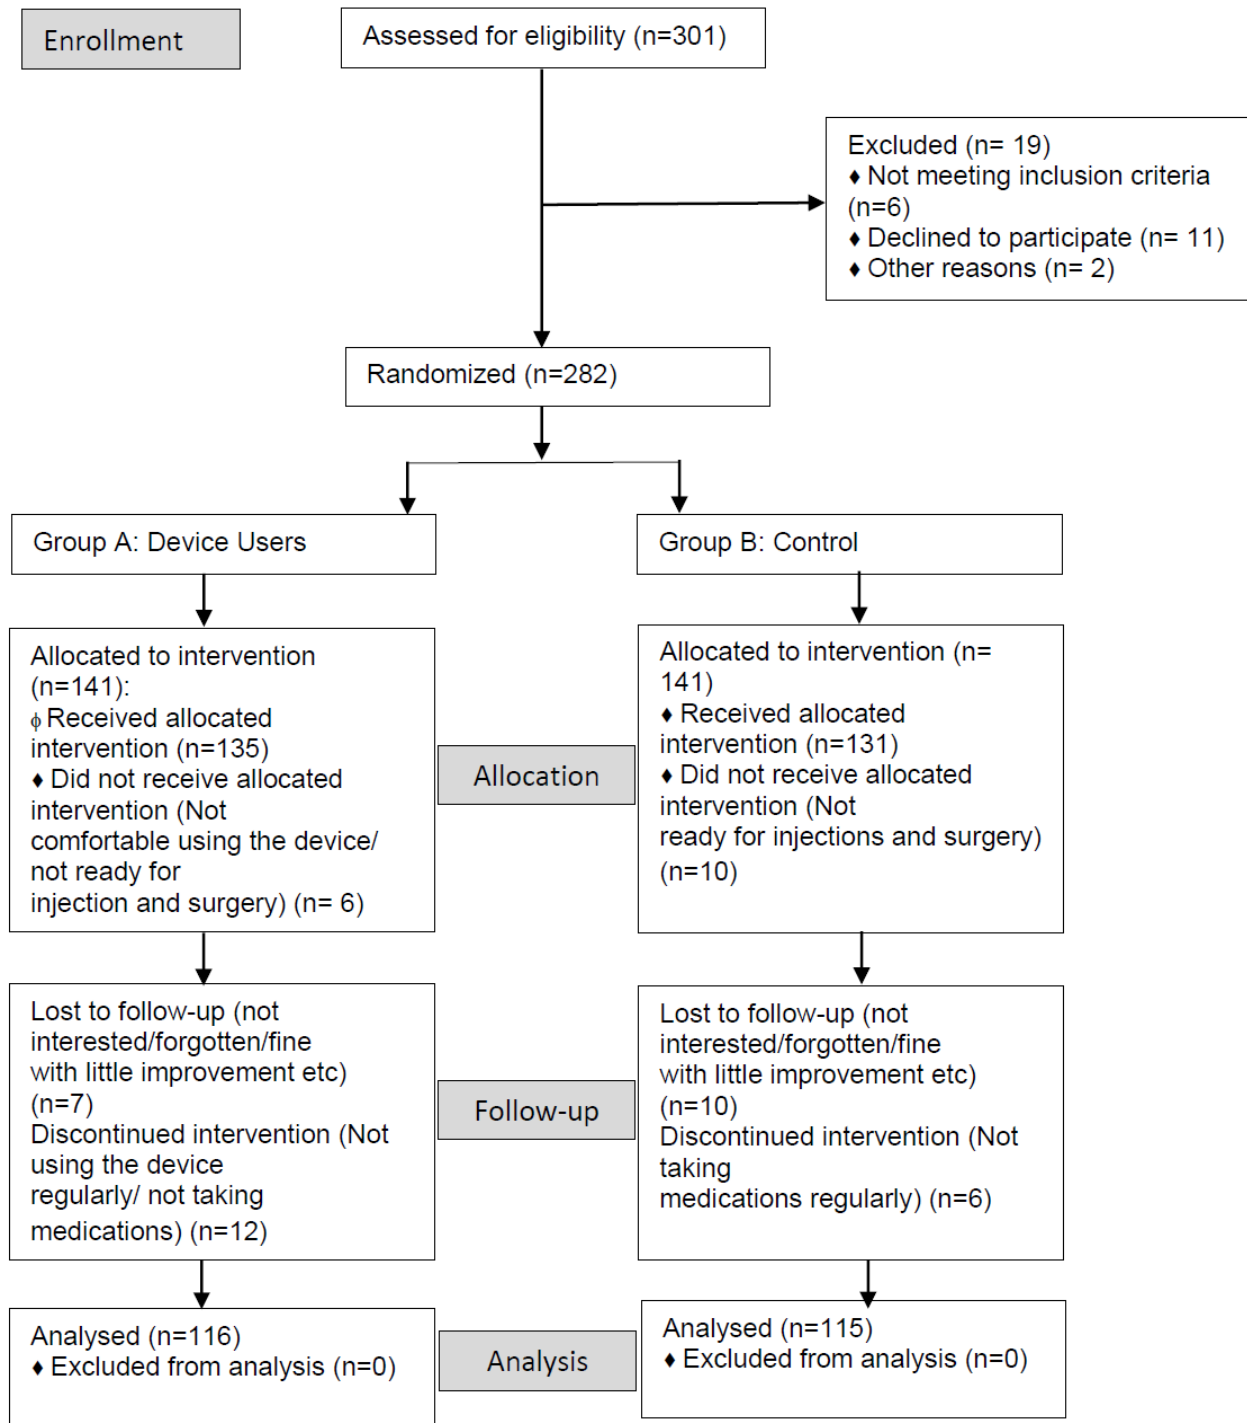 Enrollment
Assessed for eligibility (n=301)
Excluded (n= 19)
♦ Not meeting inclusion criteria
(n=6)
♦ Declined to participate (n= 11)
♦ Other reasons (n= 2)
Randomized (n=282)
Group A: Device Users
Group B: Control
Allocated to intervention
(n=141):
ϕ Received allocated
intervention (n=135)
♦ Did not receive allocated
intervention (Not
comfortable using the device/
not ready for
injection and surgery) (n= 6)
Allocation
Allocated to intervention (n=
141)
♦ Received allocated
intervention (n=131)
♦ Did not receive allocated
intervention (Not
ready for injections and surgery)
(n=10)
Lost to follow-up (not
interested/forgotten/fine
with little improvement etc)
(n=7)
Discontinued intervention (Not
using the device
regularly/ not taking
medications) (n=12)
Follow-up
Lost to follow-up (not
interested/forgotten/fine
with little improvement etc)
(n=10)
Discontinued intervention (Not
taking
medications regularly) (n=6)
Analysed (n=116)
♦ Excluded from analysis (n=0)
Analysis
Analysed (n=115)
♦ Excluded from analysis (n=0)